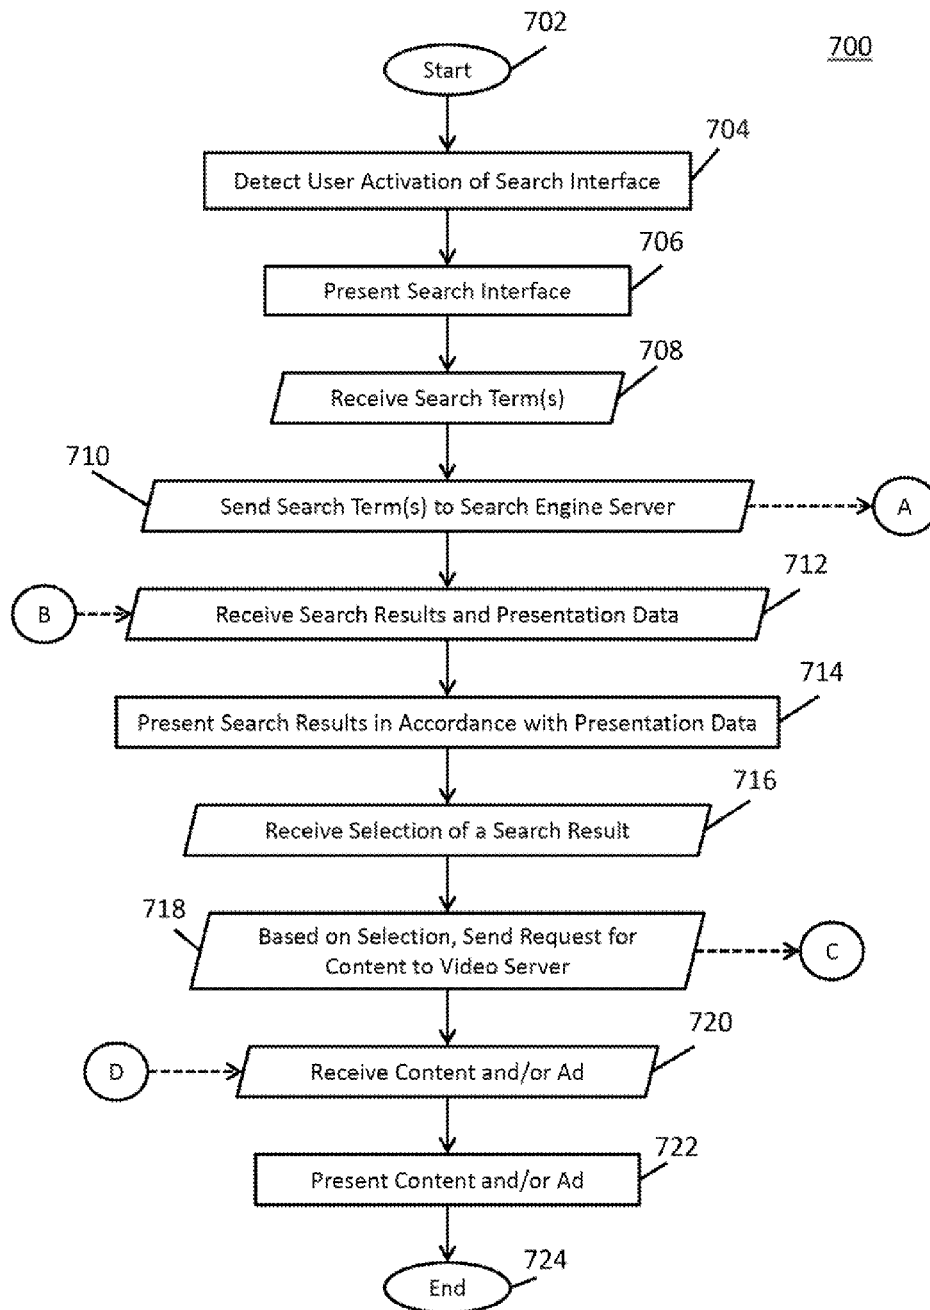 702
700
Start
704
Detect User Activation of Search Interface
706
Present Search Interface
708
Receive Search Term(s)
710
Send Search Term(s) to Search Engine Server
A
712
B
Receive Search Results and Presentation Data
714
Present Search Results in Accordance with Presentation Data
716
Receive Selection of a Search Result
718
Based on Selection, Send Request for
Content to Video Server
C
720
D
Receive Content and/or Ad
722
Present Content and/or Ad
724
End